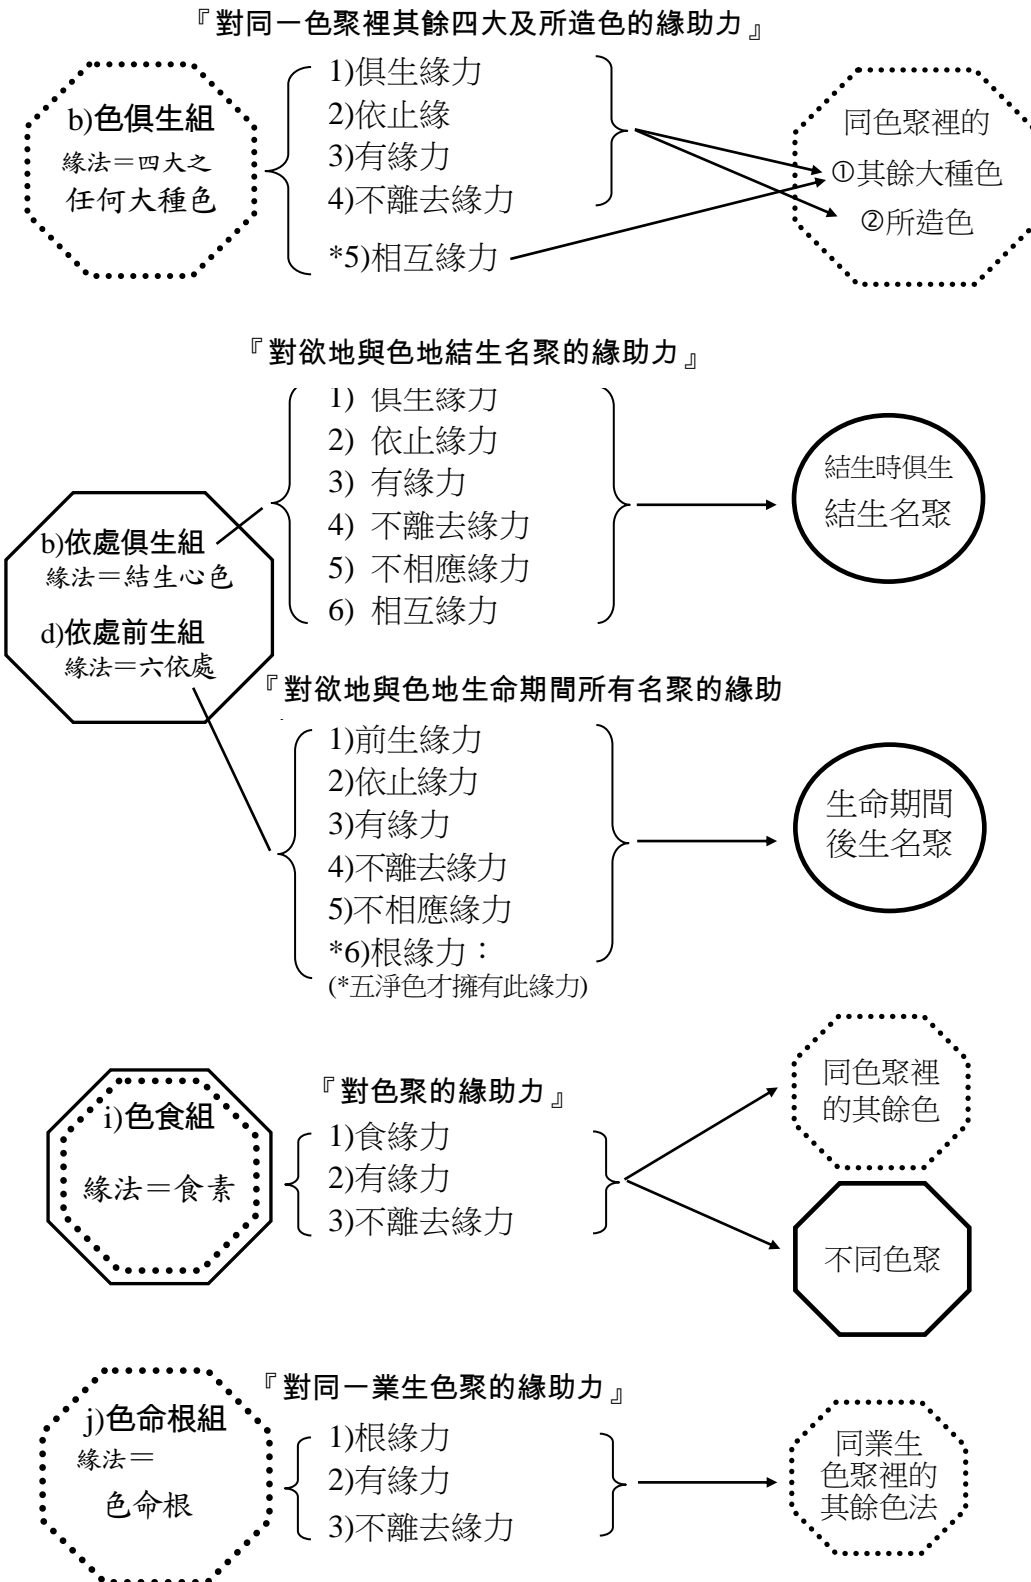 『對同一色聚裡其餘四大及所造色的緣助力』
b)色俱生組
緣法＝四大之
任何大種色
1)俱生緣力
2)依止緣
3)有緣力
4)不離去緣力
*5)相互緣力
同色聚裡的
①其餘大種色
②所造色
『對欲地與色地結生名聚的緣助力』
b)依處俱生組
緣法＝結生心色
d)依處前生組
緣法＝六依處
1) 俱生緣力
2) 依止緣力
3) 有緣力
4) 不離去緣力
5) 不相應緣力
6) 相互緣力
結生時俱生
結生名聚
『對欲地與色地生命期間所有名聚的緣助
1)前生緣力
2)依止緣力
3)有緣力
4)不離去緣力
5)不相應緣力
*6)根緣力：
(*五淨色才擁有此緣力)
生命期間
後生名聚
『對色聚的緣助力』
i)色食組
緣法＝食素
1)食緣力
2)有緣力
3)不離去緣力
同色聚裡
的其餘色
不同色聚
『對同一業生色聚的緣助力』
j)色命根組
緣法＝
色命根
1)根緣力
2)有緣力
3)不離去緣力
同業生
色聚裡的
其餘色法